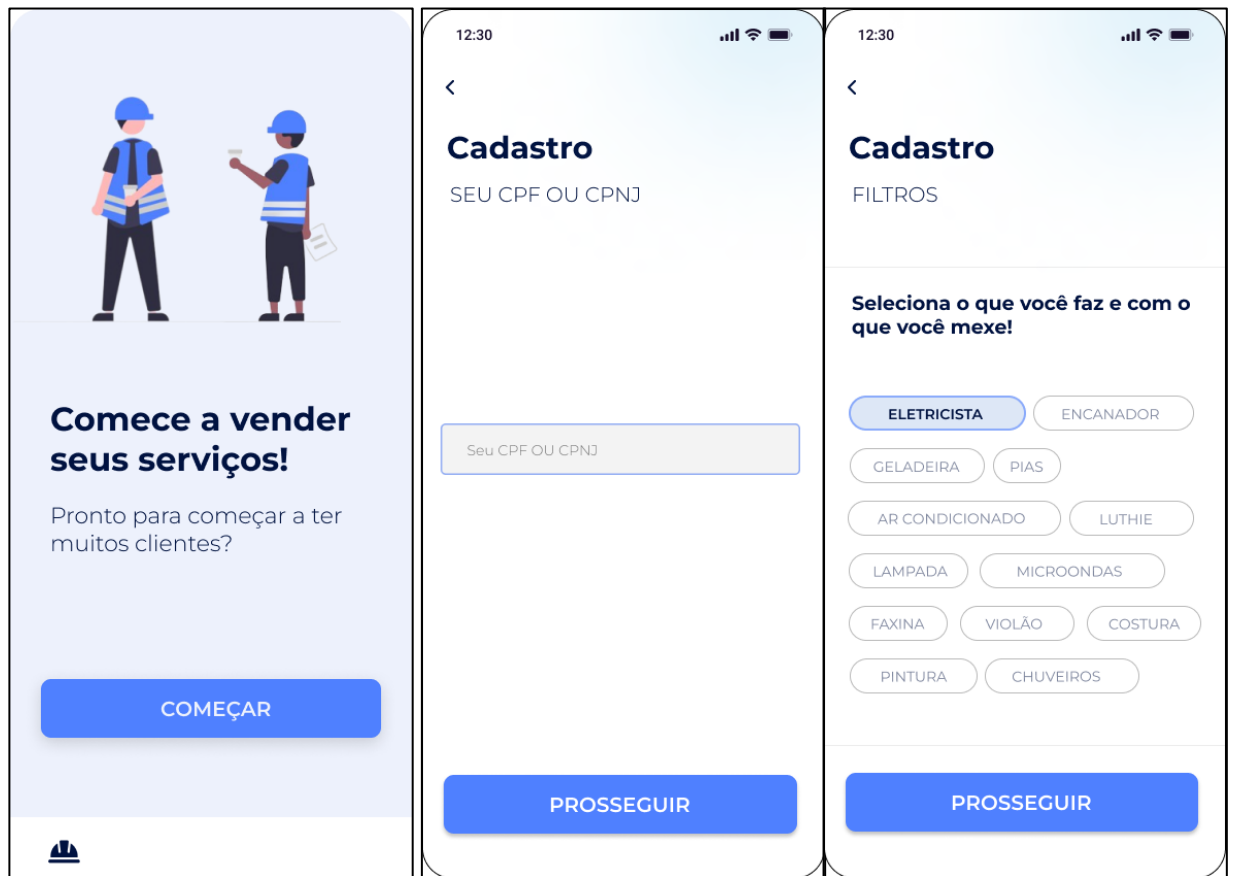 Comece a vender
seus serviços!
Pronto para começar a ter
muitos clientes?
COMEÇAR
12:30
Cadastro
SEU CPF OU CPNJ
Seu CPF OU CPNJ
PROSSEGUIR
12:30
Cadastro
FILTROS
Seleciona o que você faz e com o
que você mexe!
ELETRICISTA ENCANADOR
GELADEIRA PIAS
AR CONDICIONADO LUTHIE
LAMPADA MICROONDAS
FAXINA VIOLÃO COSTURA
PINTURA CHUVEIROS
PROSSEGUIR